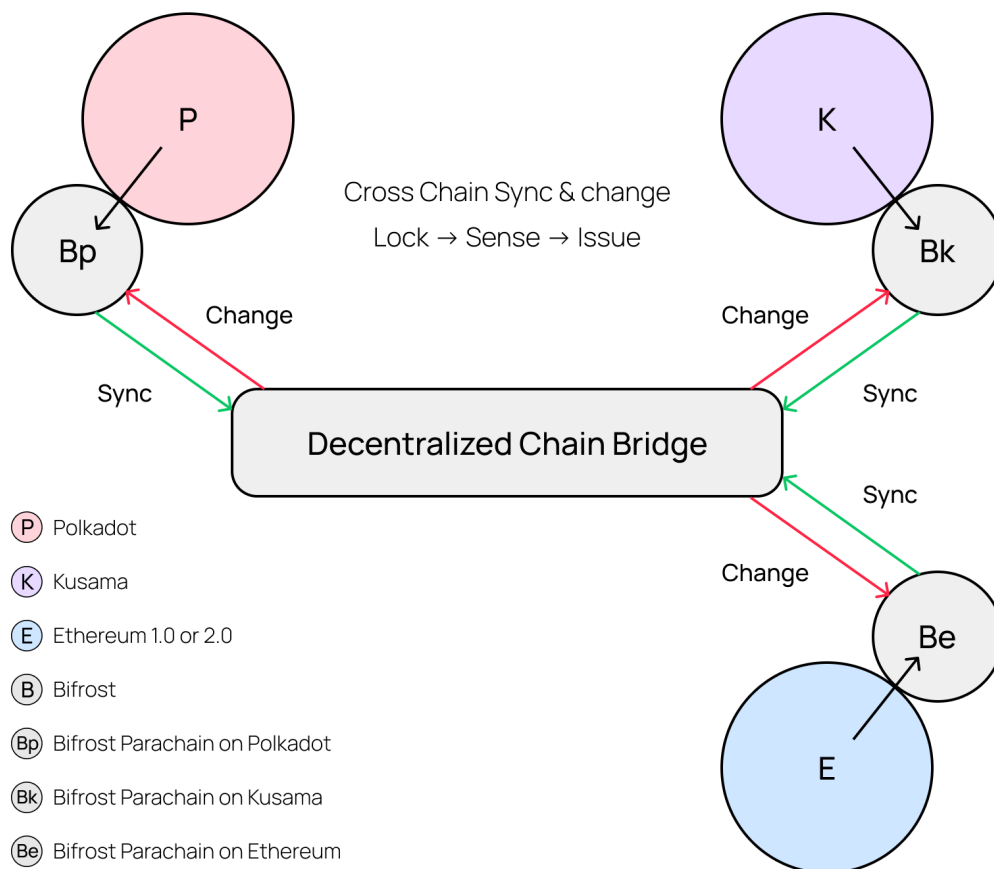 P
K
Cross Chain Sync & change
Lock → Sense → Issue
Bp
Bk
Change
Change
Sync
Sync
Decentralized Chain Bridge
Sync
Change
Be
E
P Polkadot
K Kusama
E Ethereum 1.0 or 2.0
B Bifrost
Bp Bifrost Parachain on Polkadot
Bk Bifrost Parachain on Kusama
Be Bifrost Parachain on Ethereum